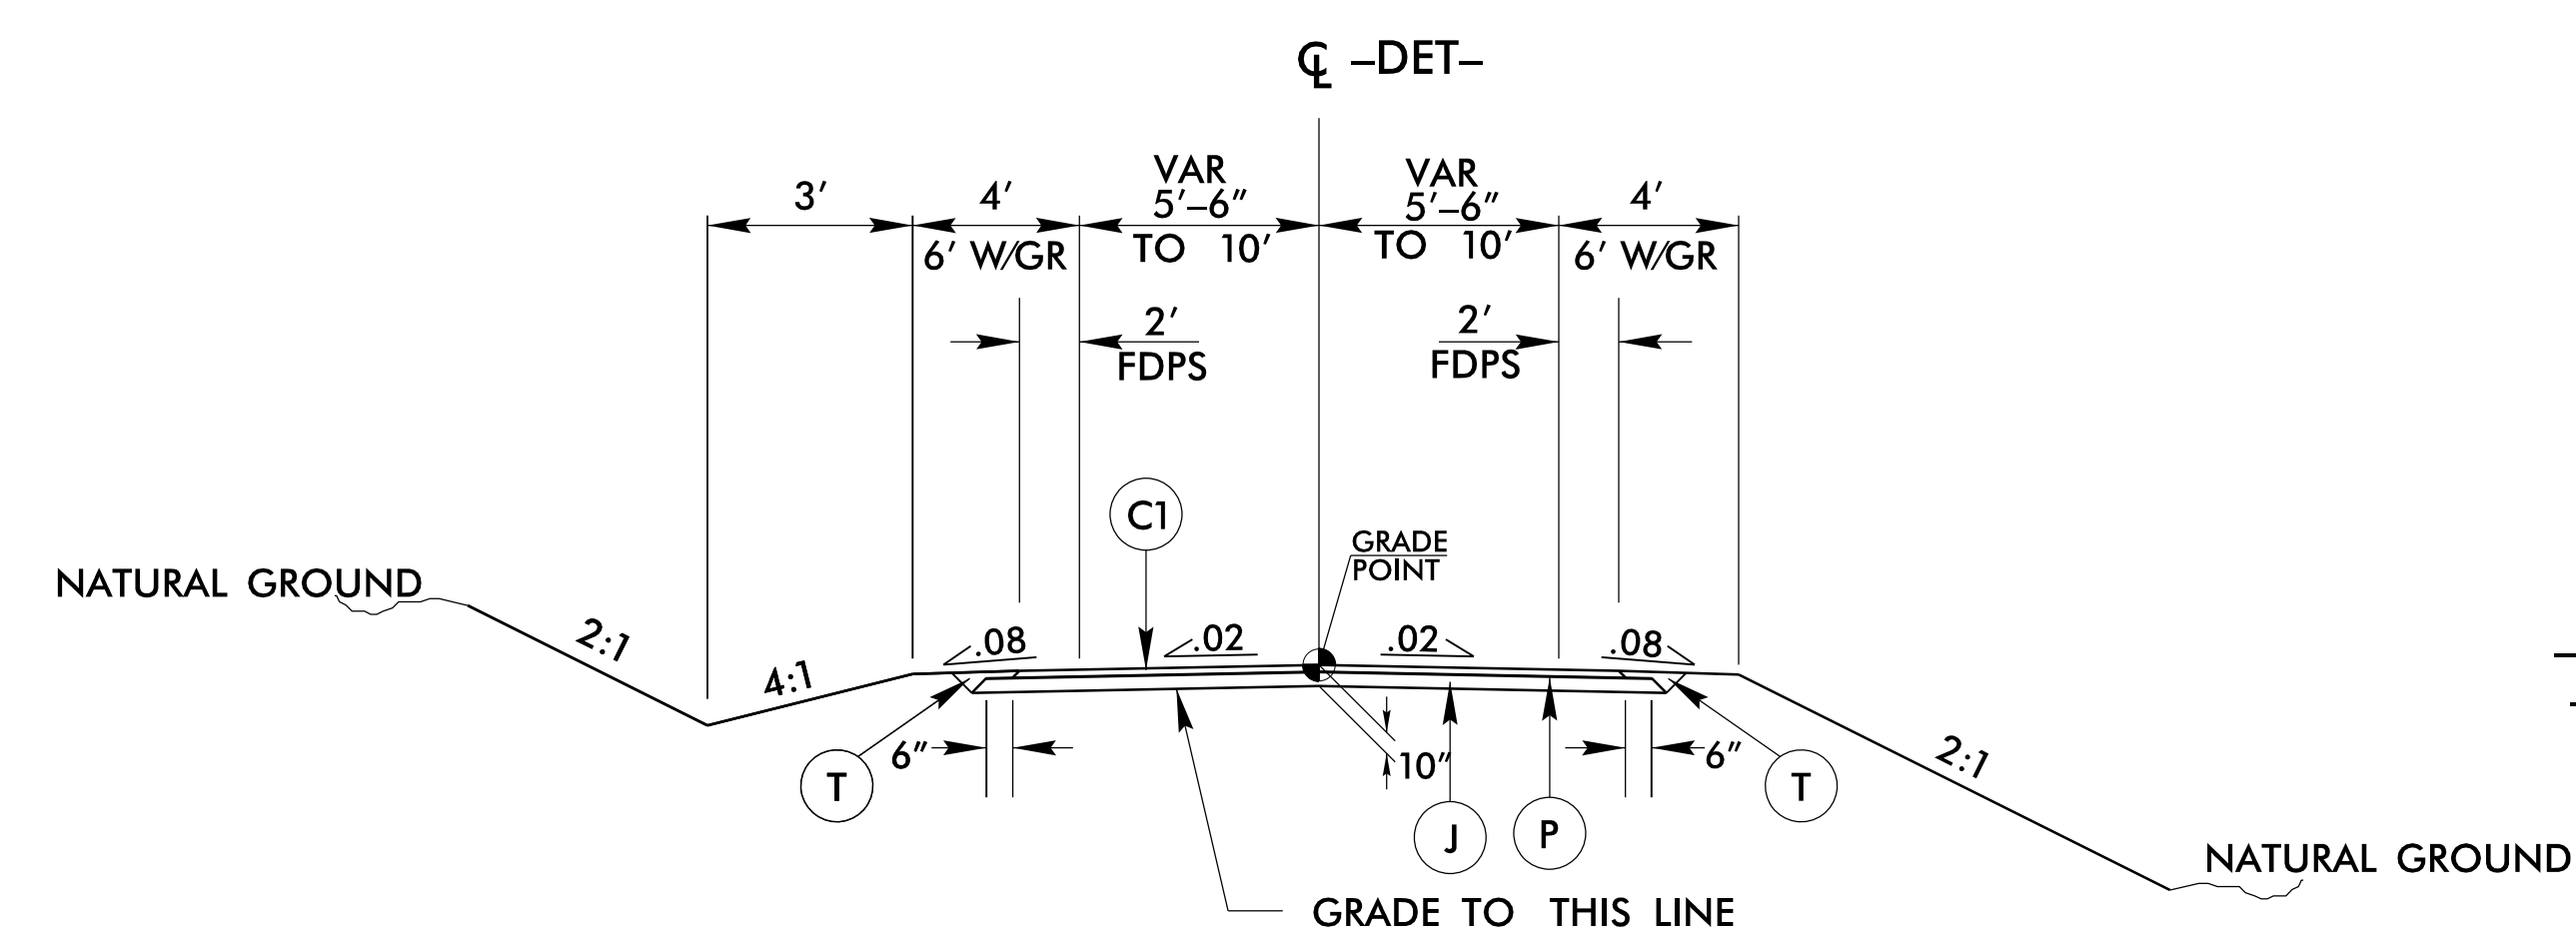 ℄ –DET–
3′
4′
6′ W/GR
VAR
5′–6″
TO 10′
VAR
5′–6″
TO 10′
4′
6′ W/GR
2′
FDPS
2′
FDPS
C1
GRADE
POINT
NATURAL GROUND
2:1
4:1
.08
.02
.02
.08
T
6″
10″
J
P
6″
T
2:1
NATURAL GROUND
GRADE TO THIS LINE